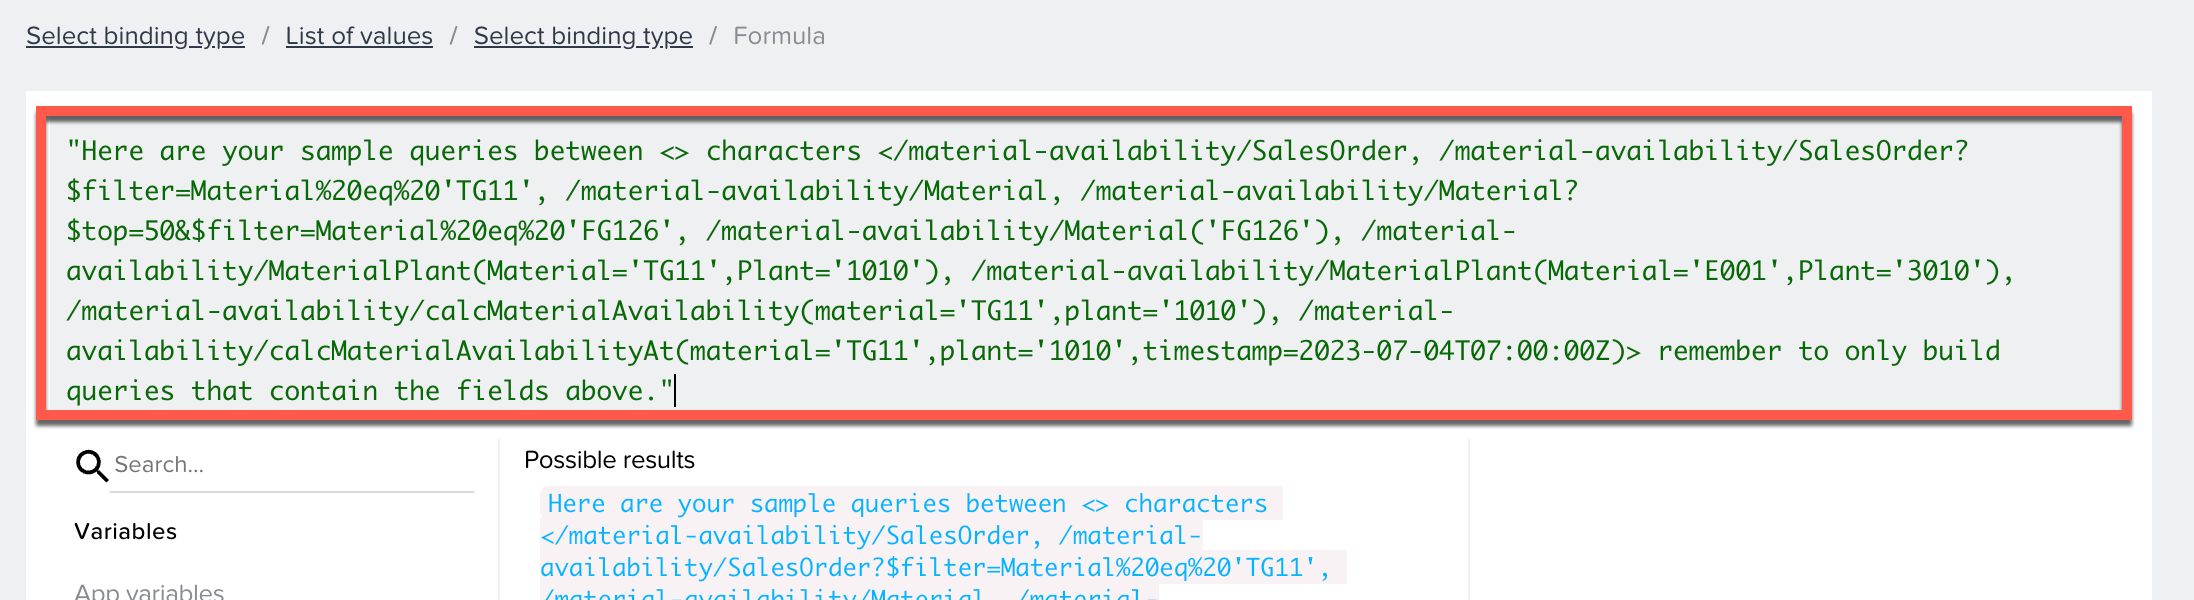 Select binding type / List of values / Select binding type / Formula
"Here are your sample queries between <> characters </material-availability/SalesOrder, /material-availability/SalesOrder?
$filter=Material%20eq%20'TG11', /material-availability/Material, /material-availability/Material?
$top=50&$filter=Material%20eq%20'FG126', /material-availability/Material('FG126'), /material-
availability/MaterialPlant(Material='TG11',Plant='1010'), /material-availability/MaterialPlant(Material='E001',Plant='3010'),
/material-availability/calcMaterialAvailability(material='TG11',plant='1010'), /material-
availability/calcMaterialAvailabilityAt(material='TG11',plant='1010',timestamp=2023-07-04T07:00:00Z)> remember to only build
queries that contain the fields above."
Search...
Variables
App variables
Possible results
Here are your sample queries between <> characters
</material-availability/SalesOrder, /material-
availability/SalesOrder?$filter=Material%20eq%20'TG11',
/material-availability/Material, /material-